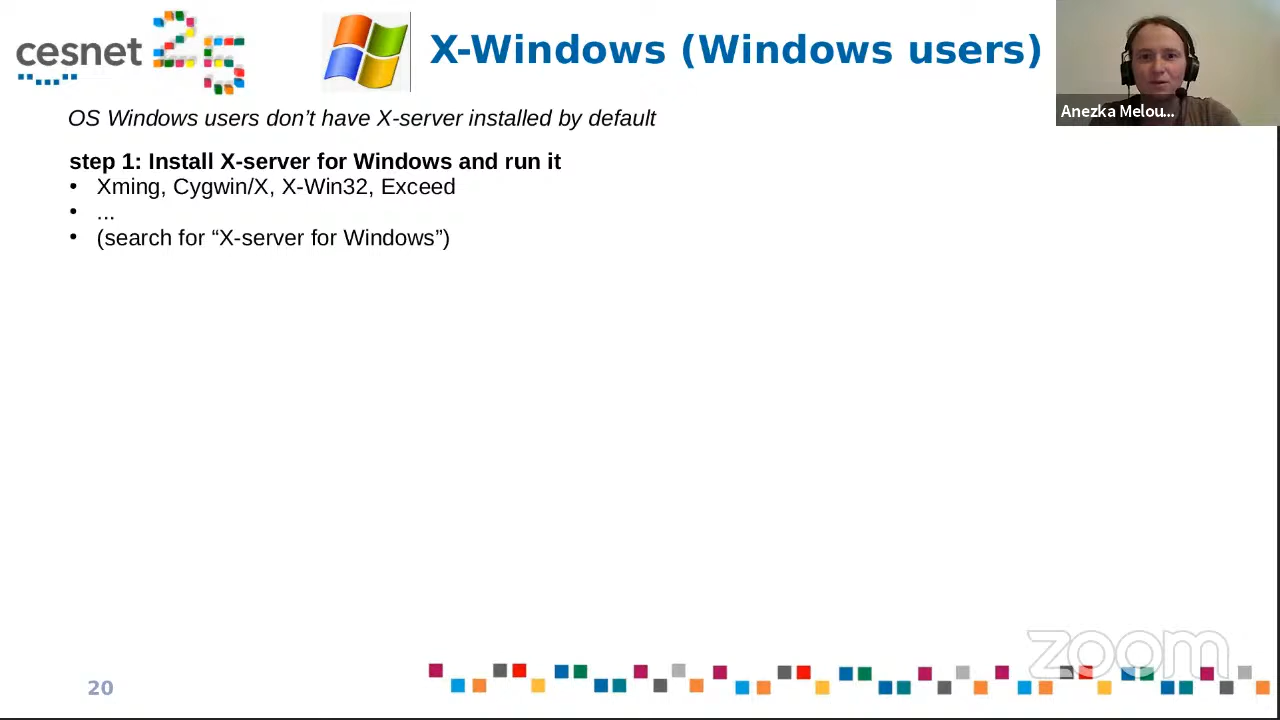 cesnet 25
X-Windows (Windows users)
Anezka Melou...
OS Windows users don't have X-server installed by default
step 1: Install X-server for Windows and run it
• Xming, Cygwin/X, X-Win32, Exceed
• ...
• (search for “X-server for Windows”)
zoom
20